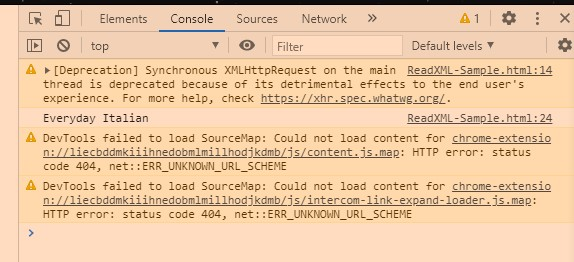 Elements Console Sources Network » 1
top Filter Default levels
[Deprecation] Synchronous XMLHttpRequest on the main ReadXML-Sample.html:14
thread is deprecated because of its detrimental effects to the end user's
experience. For more help, check https://xhr.spec.whatwg.org/.
Everyday Italian ReadXML-Sample.html:24
DevTools failed to load SourceMap: Could not load content for chrome-extensio
n://liecbddmkiiihnedobmlmillhodjkdmb/js/content.js.map: HTTP error: status
code 404, net::ERR_UNKNOWN_URL_SCHEME
DevTools failed to load SourceMap: Could not load content for chrome-extensio
n://liecbddmkiiihnedobmlmillhodjkdmb/js/intercom-link-expand-loader.js.map:
HTTP error: status code 404, net::ERR_UNKNOWN_URL_SCHEME